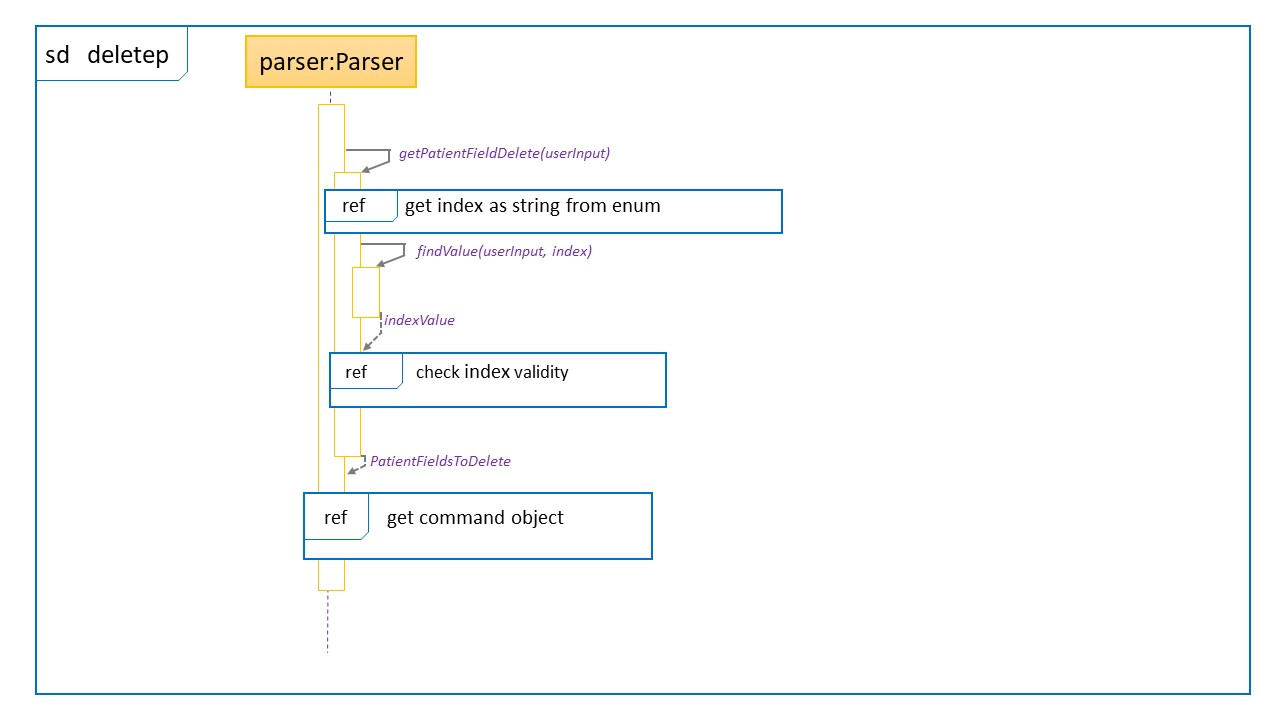 sd deletep
parser:Parser
getPatientFieldDelete(userInput)
ref get index as string from enum
findValue(userInput, index)
indexValue
ref check index validity
PatientFieldsToDelete
ref get command object